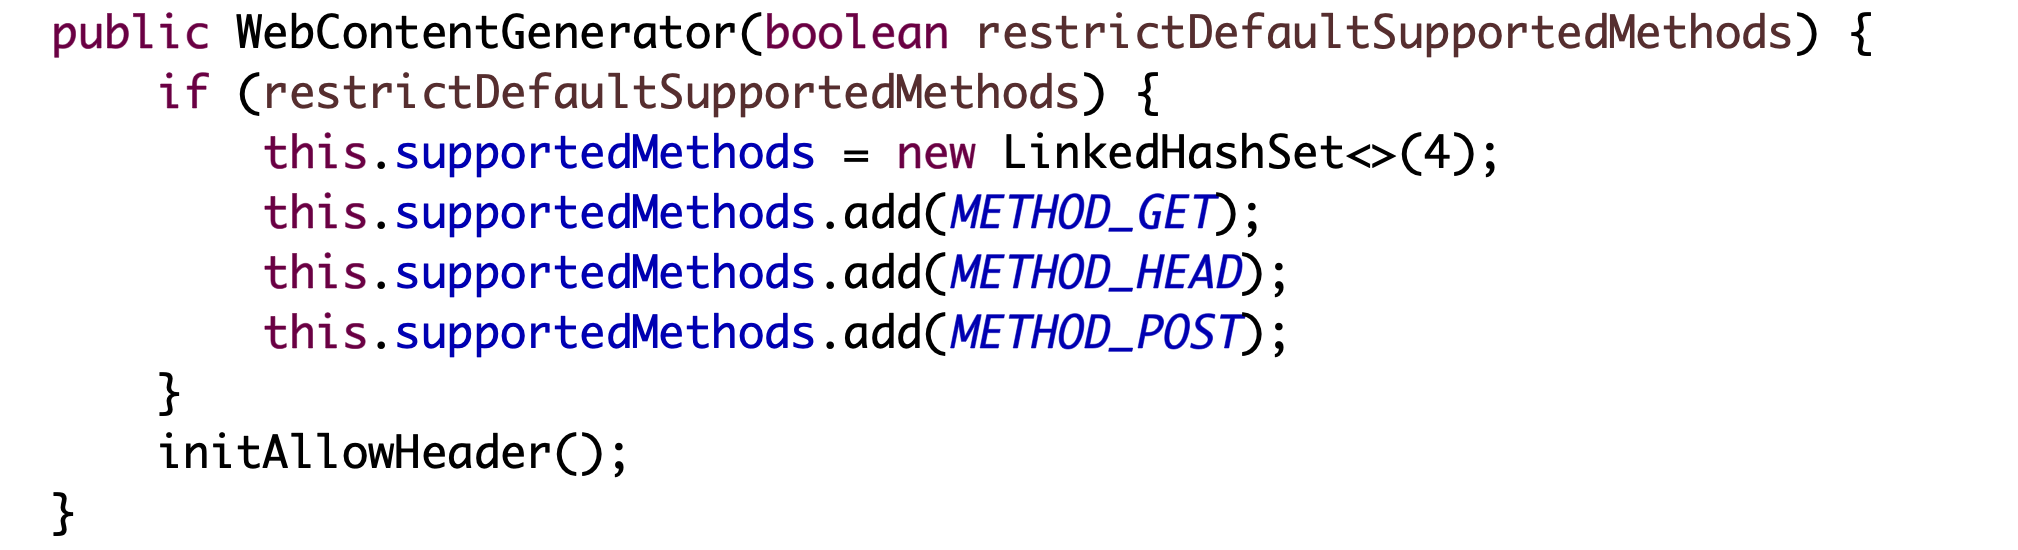 public WebContentGenerator(boolean restrictDefaultSupportedMethods) {
    if (restrictDefaultSupportedMethods) {
        this.supportedMethods = new LinkedHashSet<>(4);
        this.supportedMethods.add(METHOD_GET);
        this.supportedMethods.add(METHOD_HEAD);
        this.supportedMethods.add(METHOD_POST);
    }
    initAllowHeader();
}